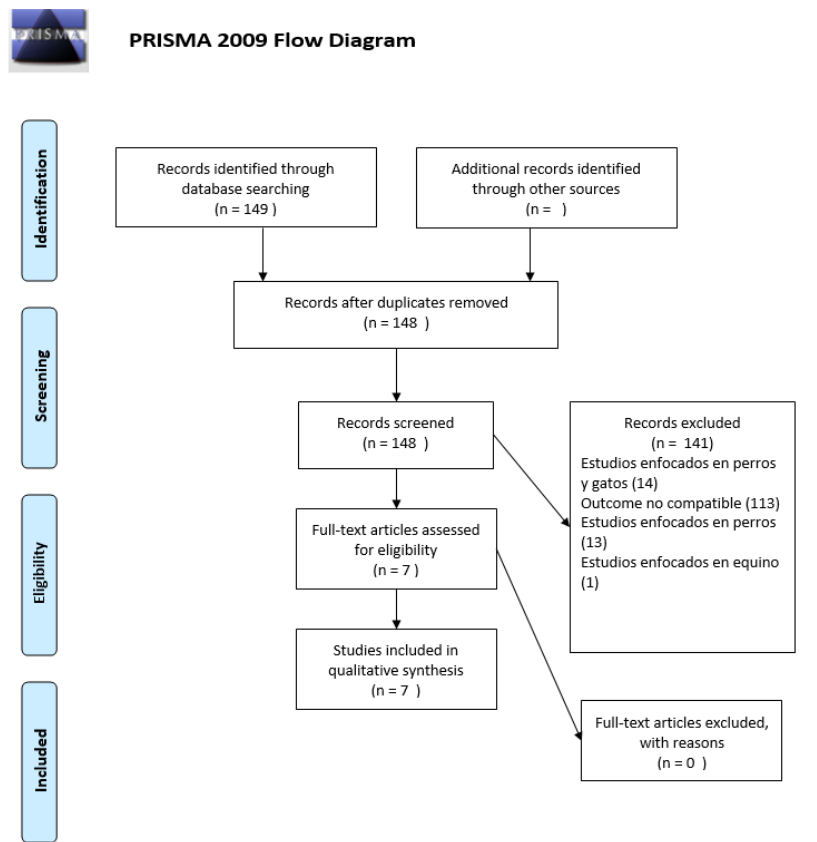 PRISMA
PRISMA 2009 Flow Diagram
Identification
Records identified through
database searching
(n = 149 )
Additional records identified
through other sources
(n =   )
Records after duplicates removed
(n = 148  )
Screening
Records screened
(n = 148  )
Records excluded
(n =  141)
Estudios enfocados en perros
y gatos (14)
Outcome no compatible (113)
Estudios enfocados en perros
(13)
Estudios enfocados en equino
(1)
Eligibility
Full-text articles assessed
for eligibility
(n = 7 )
Studies included in
qualitative synthesis
(n = 7  )
Included
Full-text articles excluded,
with reasons
(n = 0  )